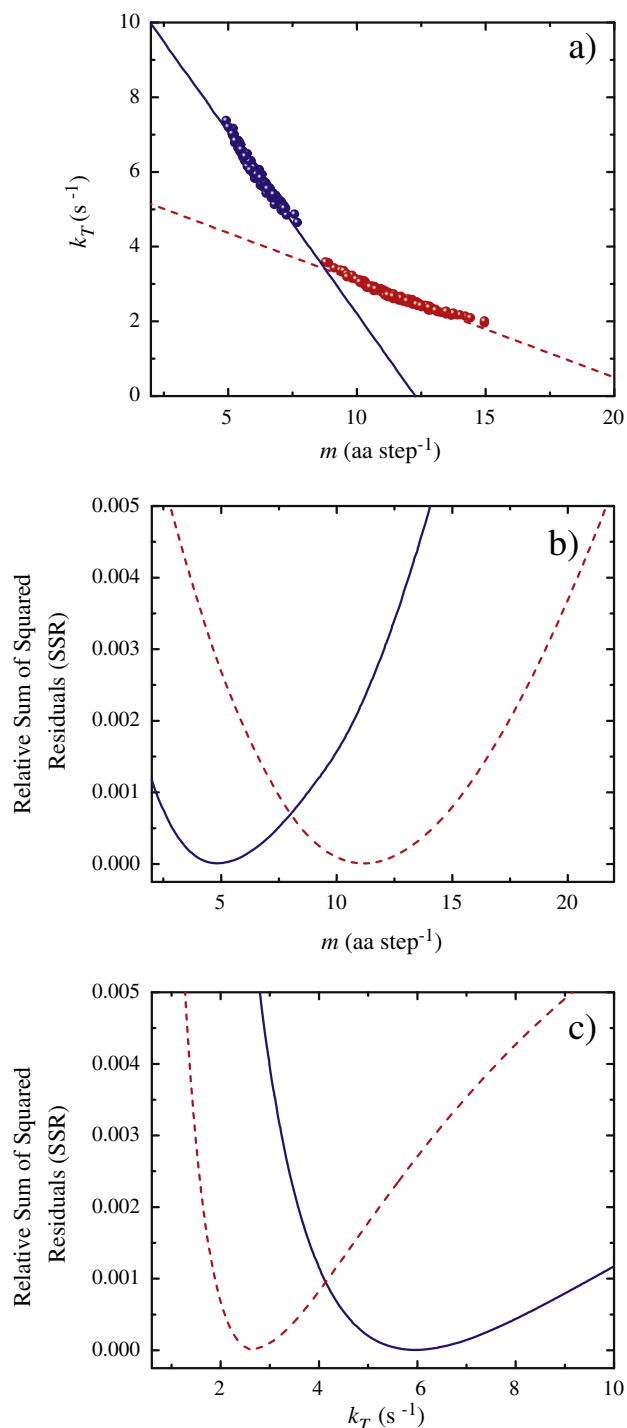 a)
10
8
6
4
2
0
k_T (s⁻¹)
5
10
15
20
m (aa step⁻¹)
b)
0.005
0.004
0.003
0.002
0.001
0.000
Relative Sum of Squared
Residuals (SSR)
5
10
15
20
m (aa step⁻¹)
c)
0.005
0.004
0.003
0.002
0.001
0.000
Relative Sum of Squared
Residuals (SSR)
2
4
6
8
10
k_T (s⁻¹)